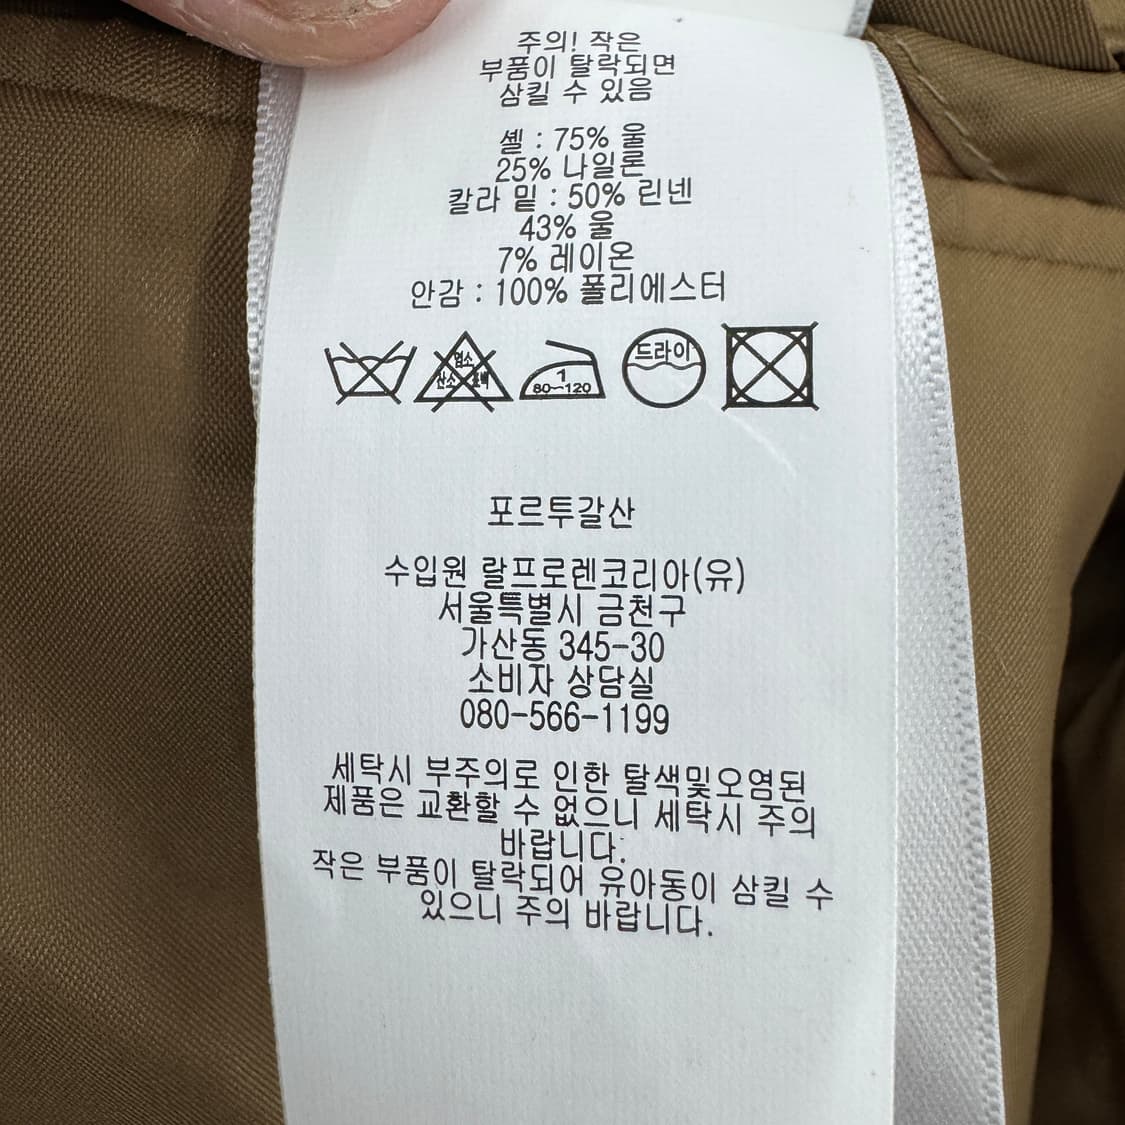 주의! 작은
부품이 탈락되면
삼킬 수 있음
셸 : 75% 울
25% 나일론
칼라 밑 : 50% 린넨
43% 울
7% 레이온
안감 : 100% 폴리에스터
염소
산소 표백
1
80~120
드라이
포르투갈산
수입원 랄프로렌코리아(유)
서울특별시 금천구
가산동 345-30
소비자 상담실
080-566-1199
세탁시 부주의로 인한 탈색및오염된
제품은 교환할 수 없으니 세탁시 주의
바랍니다.
작은 부품이 탈락되어 유아동이 삼킬 수
있으니 주의 바랍니다.